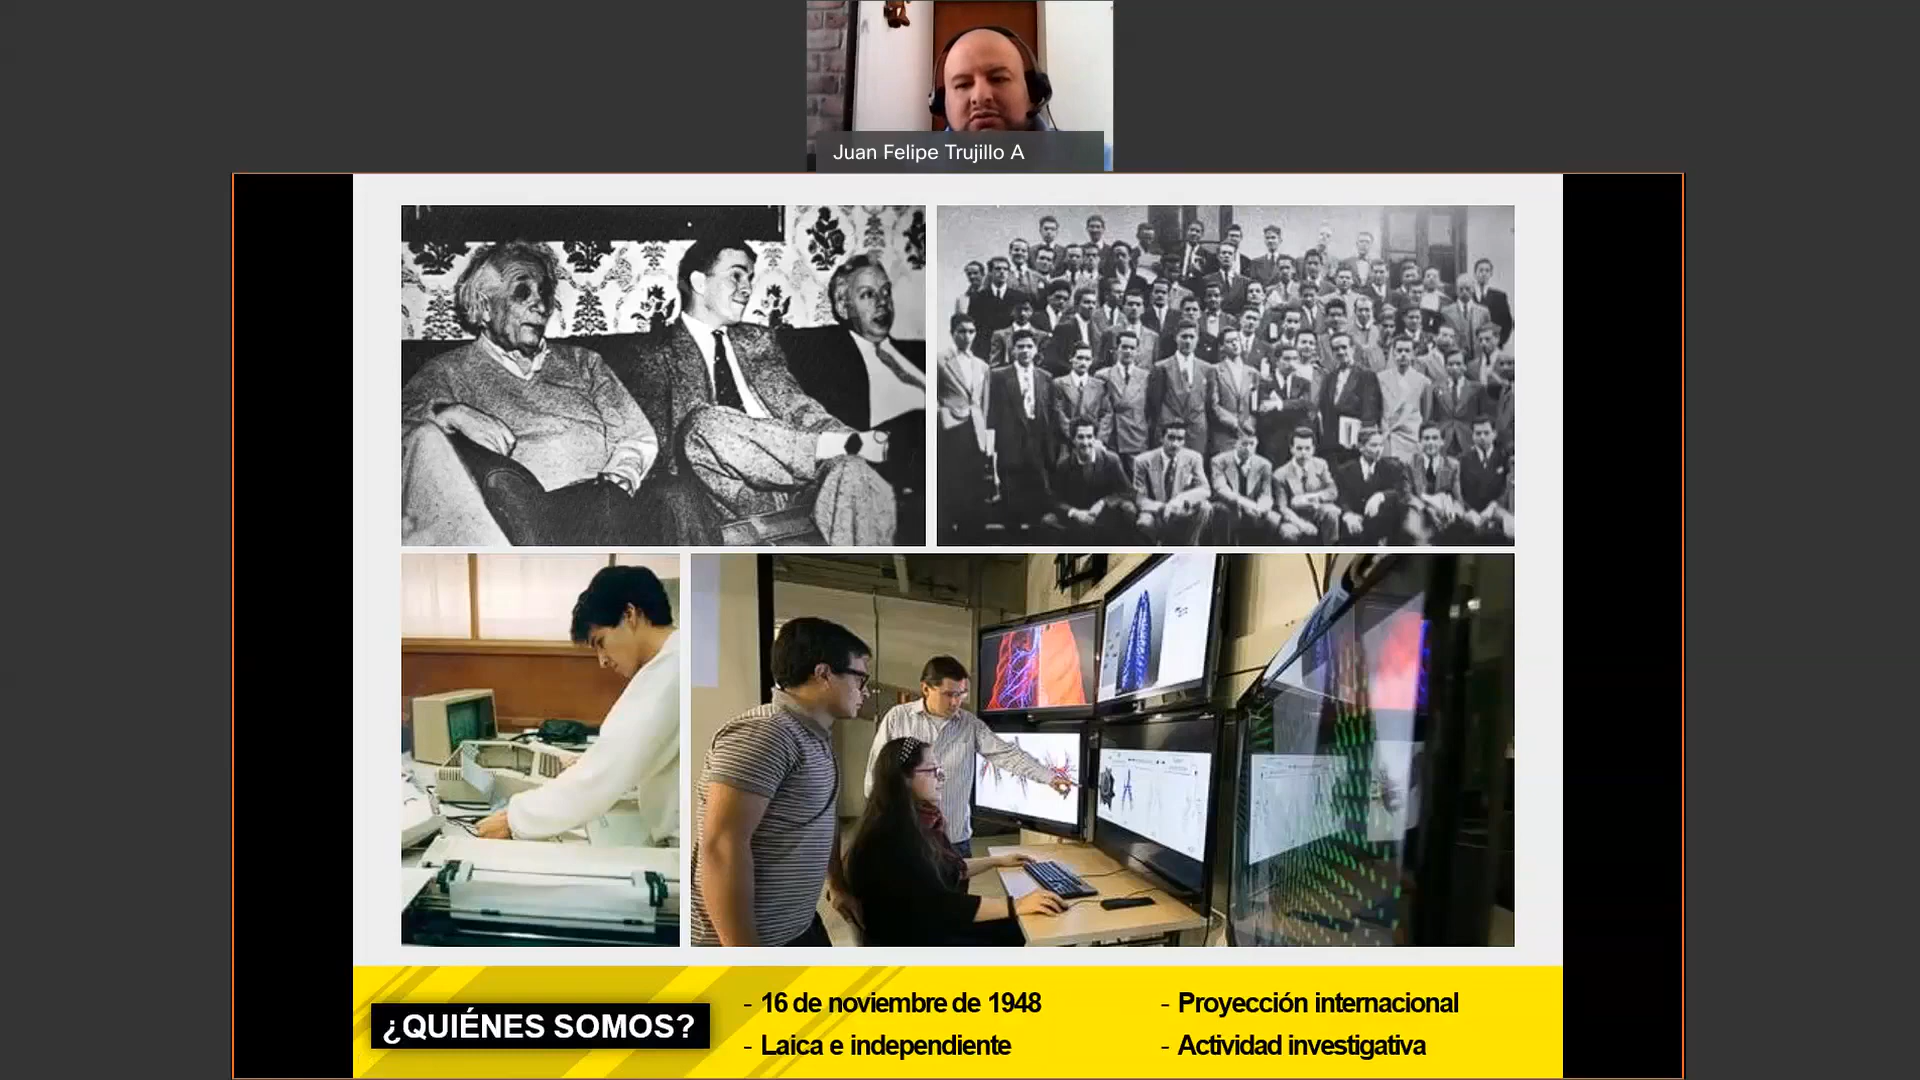 Juan Felipe Trujillo A
¿QUIÉNES SOMOS?
- 16 de noviembre de 1948
- Laica e independiente
- Proyección internacional
- Actividad investigativa